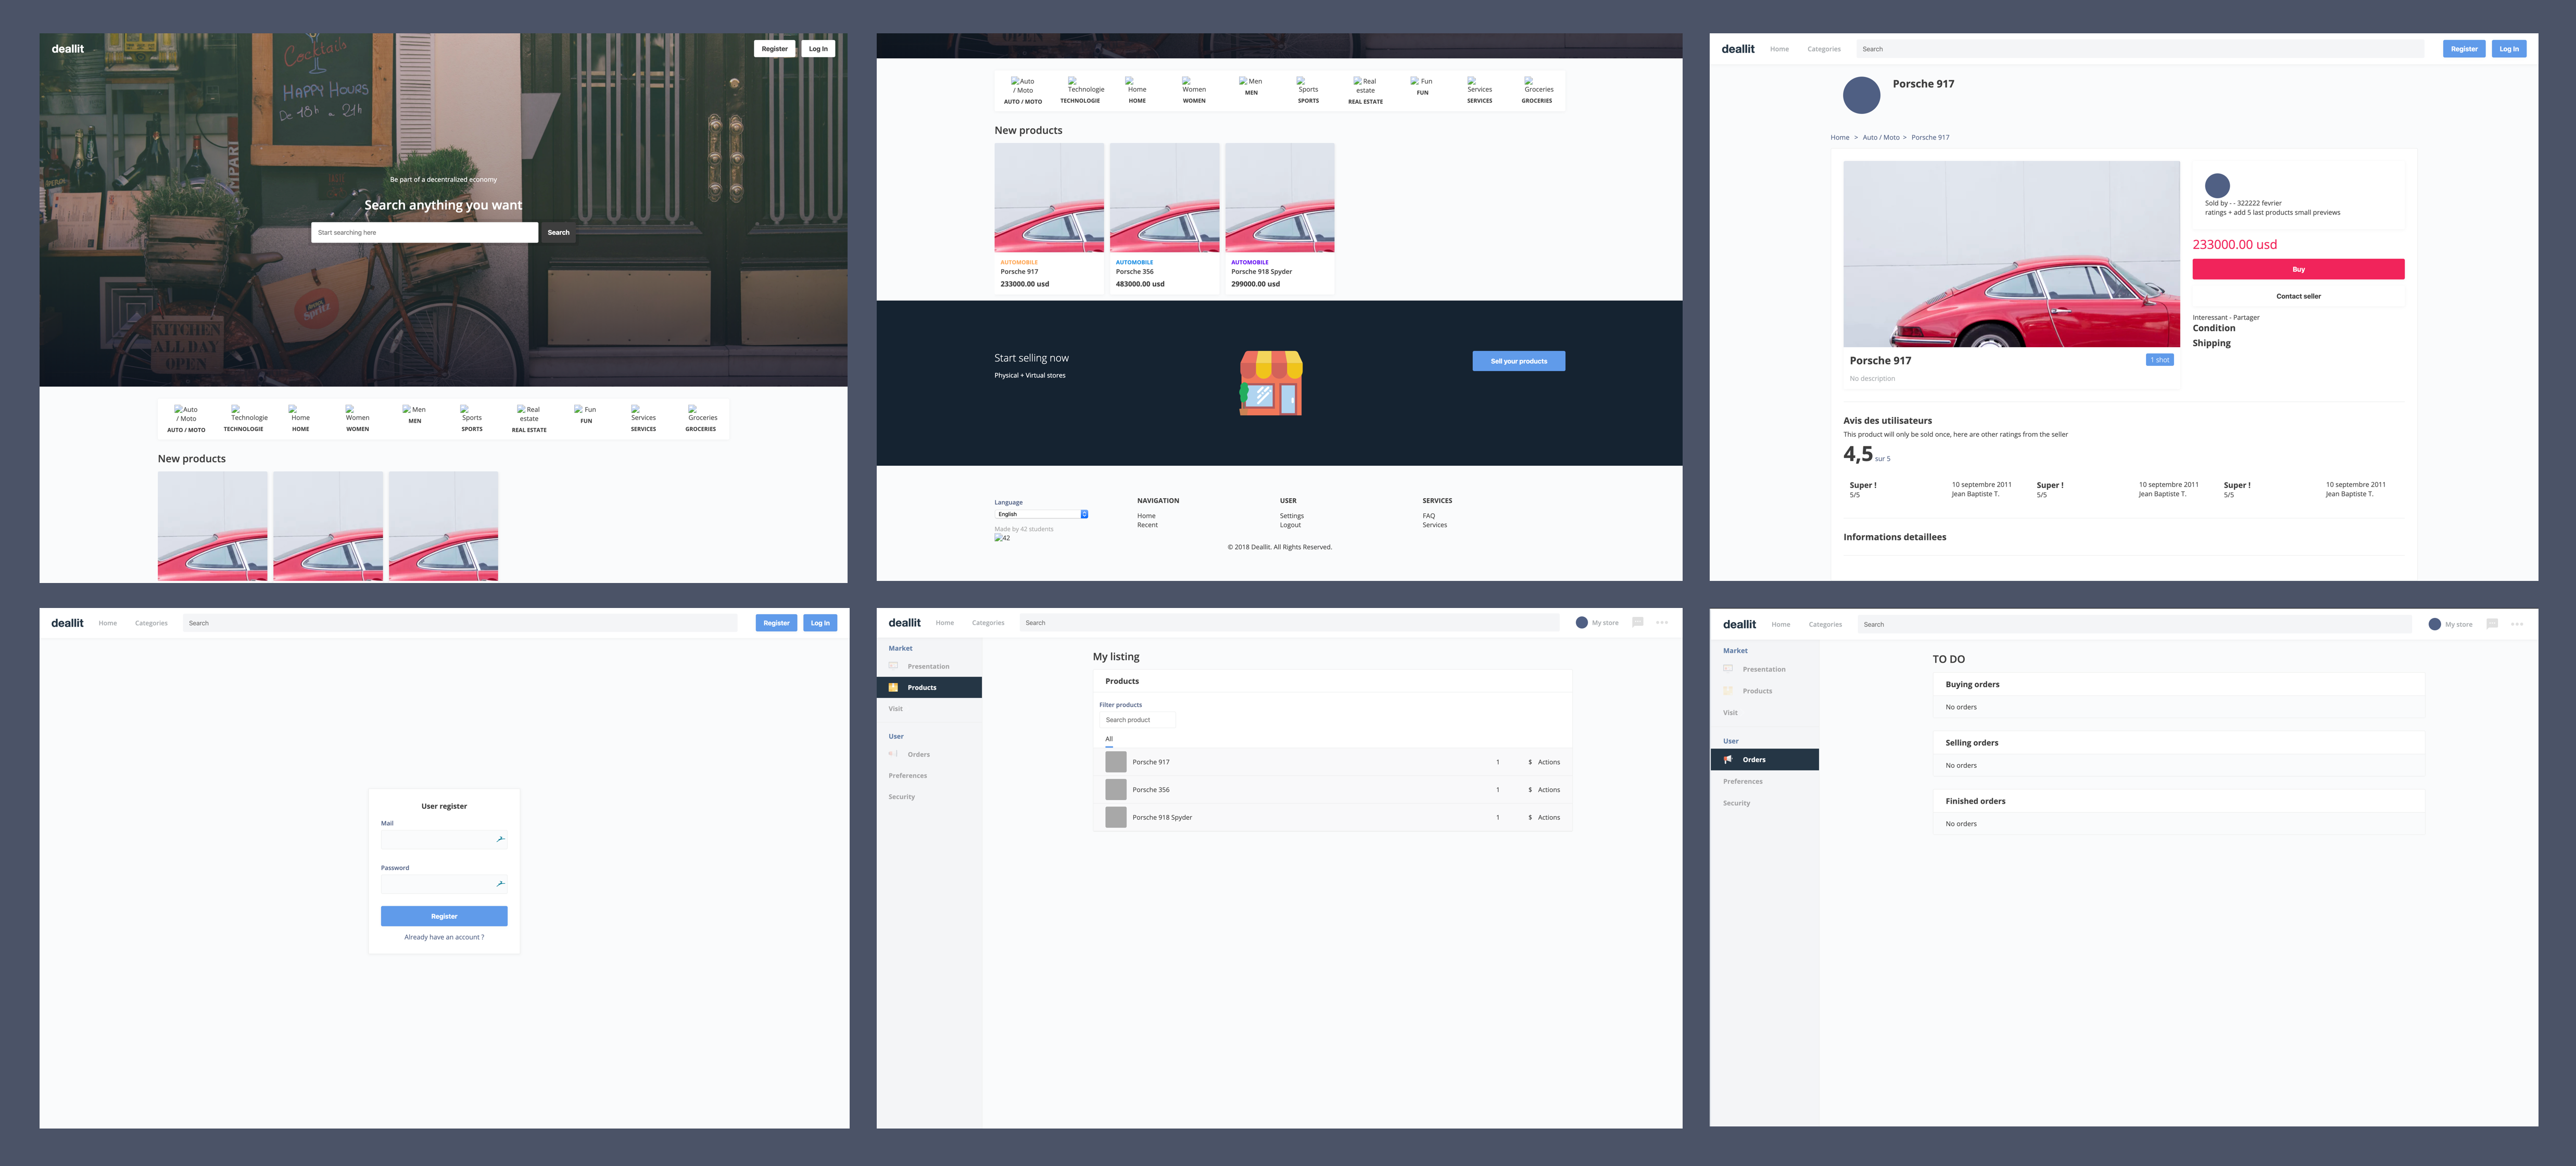 deallit
Register
Log In
Cocktails
HAPPY HOURS
De 18h a 21h
MPARI
Be part of a decentralized economy
Search anything you want
Start searching here
Search
Spritz
KITCHEN
ALL DAY
OPEN
Auto / Moto
AUTO / MOTO
Technologie
TECHNOLOGIE
Home
HOME
Women
WOMEN
Men
MEN
Sports
SPORTS
Real estate
REAL ESTATE
Fun
FUN
Services
SERVICES
Groceries
GROCERIES
New products
Auto / Moto
AUTO / MOTO
Technologie
TECHNOLOGIE
Home
HOME
Women
WOMEN
Men
MEN
Sports
SPORTS
Real estate
REAL ESTATE
Fun
FUN
Services
SERVICES
Groceries
GROCERIES
New products
AUTOMOBILE
Porsche 917
233000.00 usd
AUTOMOBILE
Porsche 356
483000.00 usd
AUTOMOBILE
Porsche 918 Spyder
299000.00 usd
Start selling now
Physical + Virtual stores
Sell your products
Language
English
Made by 42 students
42
NAVIGATION
Home
Recent
USER
Settings
Logout
SERVICES
FAQ
Services
© 2018 Deallit. All Rights Reserved.
deallit
Home
Categories
Search
Register
Log In
Porsche 917
Home > Auto / Moto > Porsche 917
Sold by - - 322222 fevrier
ratings + add 5 last products small previews
233000.00 usd
Buy
Contact seller
Interessant - Partager
Condition
Shipping
Porsche 917
1 shot
No description
Avis des utilisateurs
This product will only be sold once, here are other ratings from the seller
4,5 sur 5
Super !
5/5
10 septembre 2011
Jean Baptiste T.
Super !
5/5
10 septembre 2011
Jean Baptiste T.
Super !
5/5
10 septembre 2011
Jean Baptiste T.
Informations detaillees
deallit
Home
Categories
Search
Register
Log In
User register
Mail
Password
Register
Already have an account ?
deallit
Home
Categories
Search
My store
Market
Presentation
Products
Visit
User
Orders
Preferences
Security
My listing
Products
Filter products
Search product
All
Porsche 917 1 $ Actions
Porsche 356 1 $ Actions
Porsche 918 Spyder 1 $ Actions
deallit
Home
Categories
Search
My store
Market
Presentation
Products
Visit
User
Orders
Preferences
Security
TO DO
Buying orders
No orders
Selling orders
No orders
Finished orders
No orders